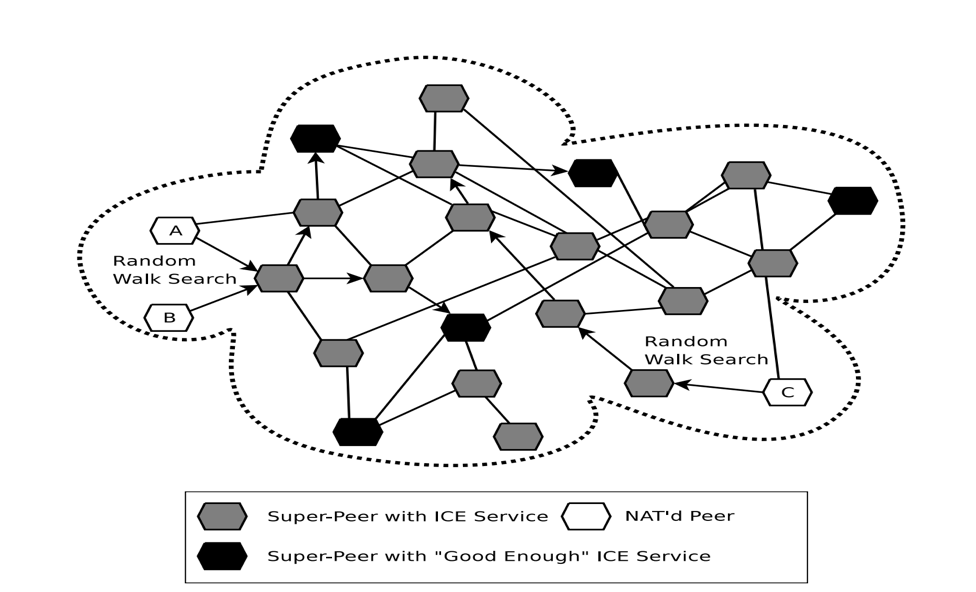 A
Random
Walk Search
B
Random
Walk Search
C
Super-Peer with ICE Service
NAT'd Peer
Super-Peer with "Good Enough" ICE Service